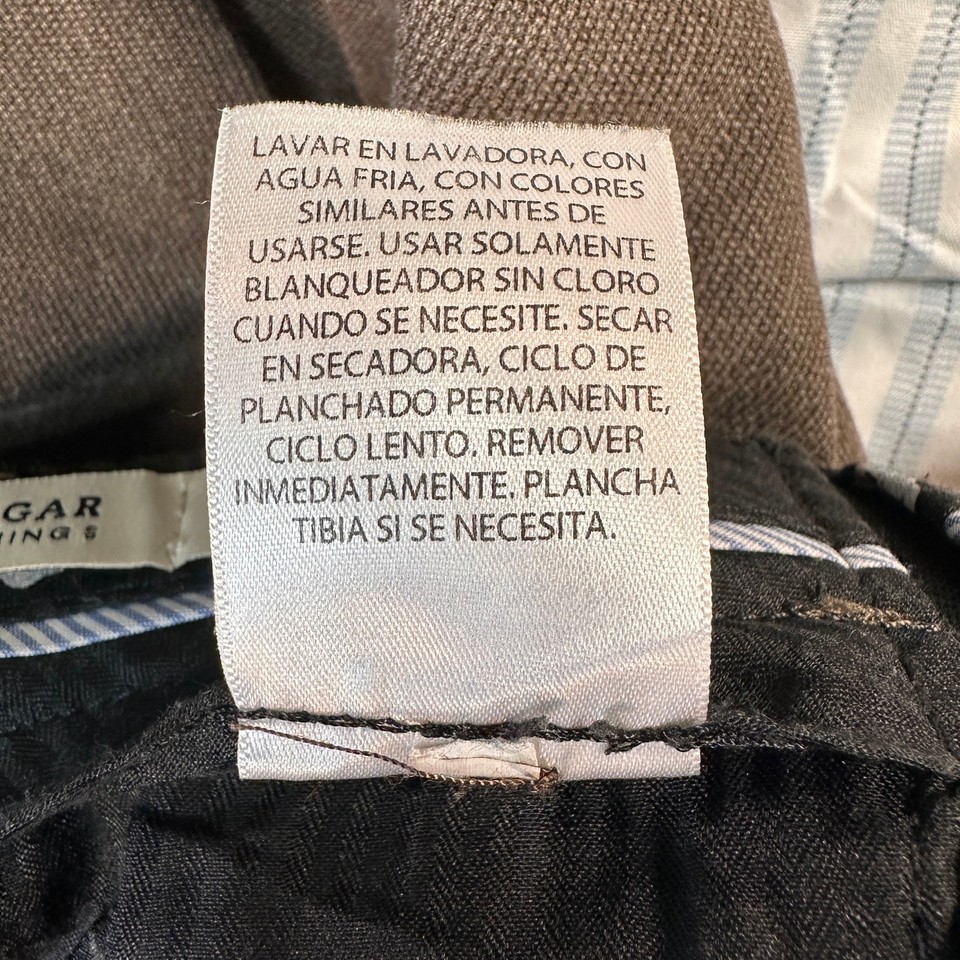 LAVAR EN LAVADORA, CON
AGUA FRIA, CON COLORES
SIMILARES ANTES DE
USARSE. USAR SOLAMENTE
BLANQUEADOR SIN CLORO
CUANDO SE NECESITE. SECAR
EN SECADORA, CICLO DE
PLANCHADO PERMANENTE,
CICLO LENTO. REMOVER
INMEDIATAMENTE. PLANCHA
TIBIA SI SE NECESITA.
GAR